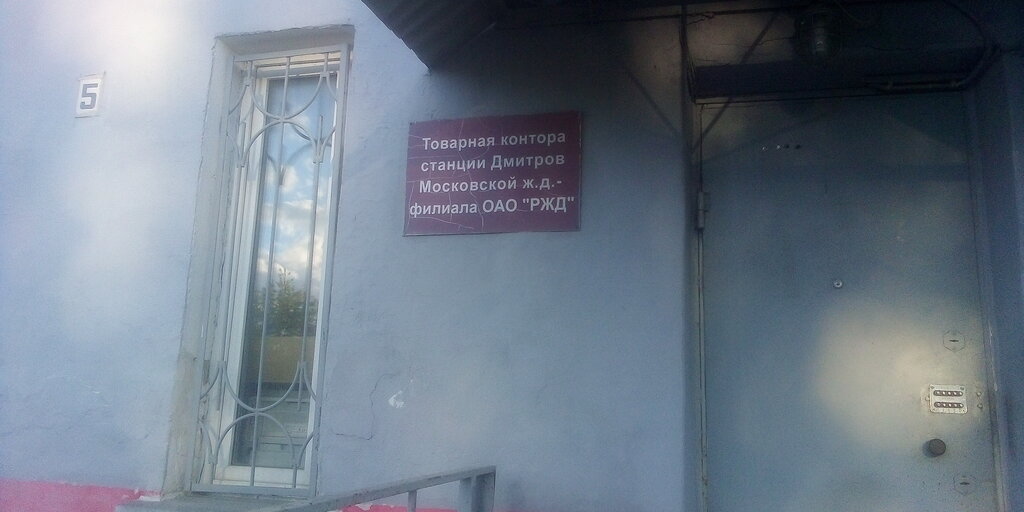 5
Товарная контора
станции Дмитров
Московской ж.д.-
филиала ОАО "РЖД"